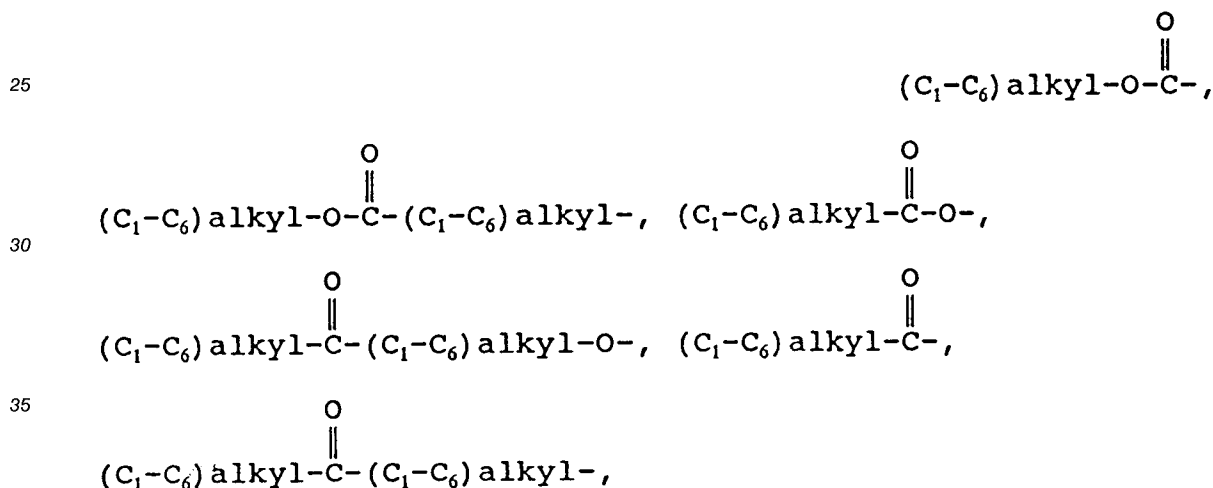 O
||
25 (C₁-C₆)alkyl-O-C-,
O O
|| ||
(C₁-C₆)alkyl-O-C-(C₁-C₆)alkyl-, (C₁-C₆)alkyl-C-O-,
30
O O
|| ||
(C₁-C₆)alkyl-C-(C₁-C₆)alkyl-O-, (C₁-C₆)alkyl-C-,
35
O
||
(C₁-C₆)alkyl-C-(C₁-C₆)alkyl-,